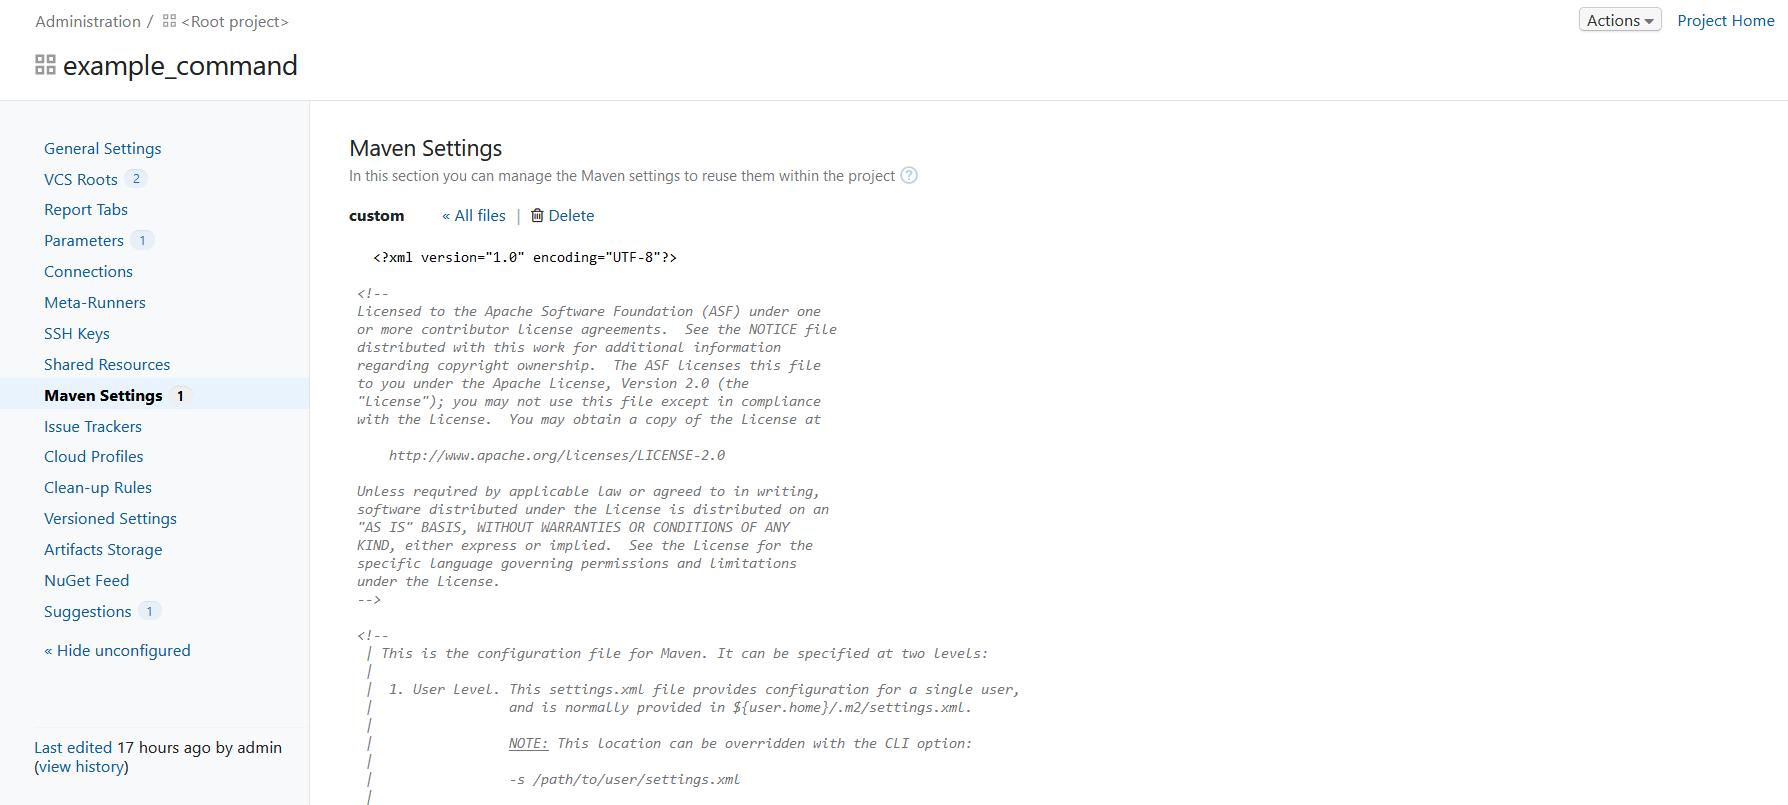 Administration / <Root project>
Actions
Project Home
example_command
General Settings
VCS Roots 2
Report Tabs
Parameters 1
Connections
Meta-Runners
SSH Keys
Shared Resources
Maven Settings 1
Issue Trackers
Cloud Profiles
Clean-up Rules
Versioned Settings
Artifacts Storage
NuGet Feed
Suggestions 1
« Hide unconfigured
Last edited 17 hours ago by admin
(view history)
Maven Settings
In this section you can manage the Maven settings to reuse them within the project ?
custom « All files | Delete
<?xml version="1.0" encoding="UTF-8"?>
<!--
Licensed to the Apache Software Foundation (ASF) under one
or more contributor license agreements.  See the NOTICE file
distributed with this work for additional information
regarding copyright ownership.  The ASF licenses this file
to you under the Apache License, Version 2.0 (the
"License"); you may not use this file except in compliance
with the License.  You may obtain a copy of the License at
http://www.apache.org/licenses/LICENSE-2.0
Unless required by applicable law or agreed to in writing,
software distributed under the License is distributed on an
"AS IS" BASIS, WITHOUT WARRANTIES OR CONDITIONS OF ANY
KIND, either express or implied.  See the License for the
specific language governing permissions and limitations
under the License.
-->
<!--
| This is the configuration file for Maven. It can be specified at two levels:
|
| 1. User Level. This settings.xml file provides configuration for a single user,
| and is normally provided in ${user.home}/.m2/settings.xml.
|
| NOTE: This location can be overridden with the CLI option:
|
| -s /path/to/user/settings.xml
|